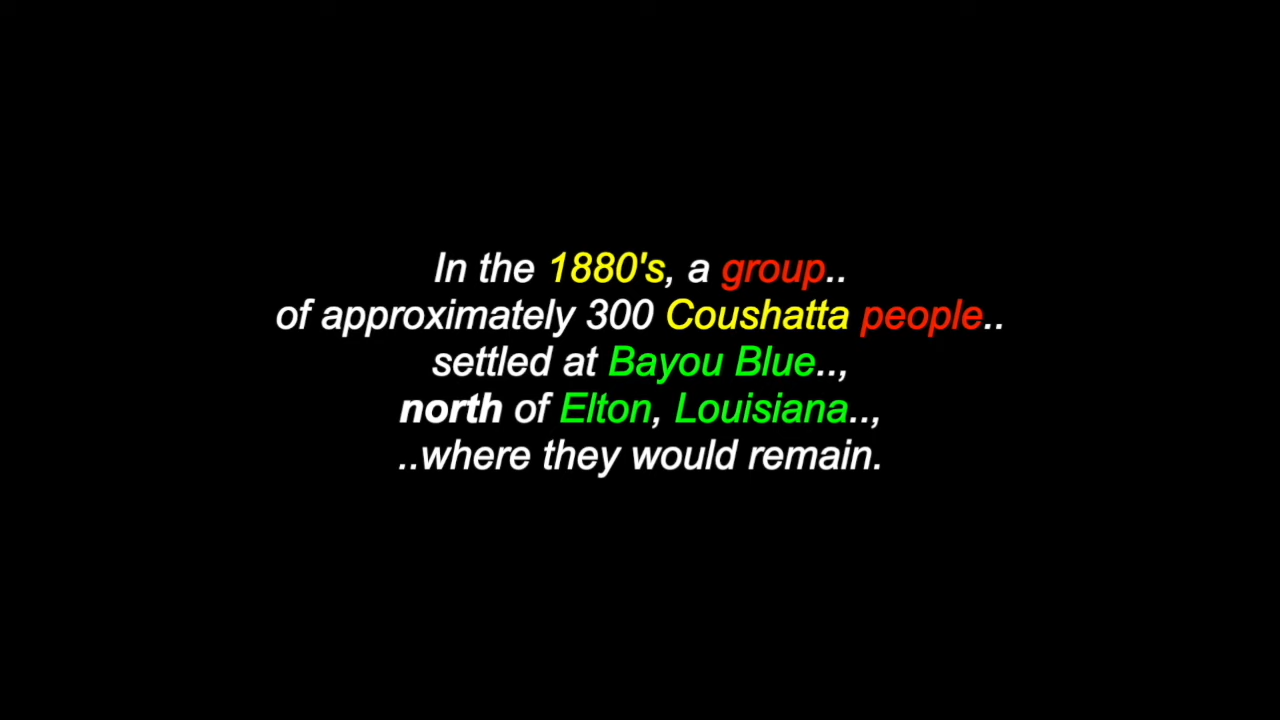 In the 1880's, a group..
of approximately 300 Coushatta people..
settled at Bayou Blue..,
north of Elton, Louisiana..,
..where they would remain.